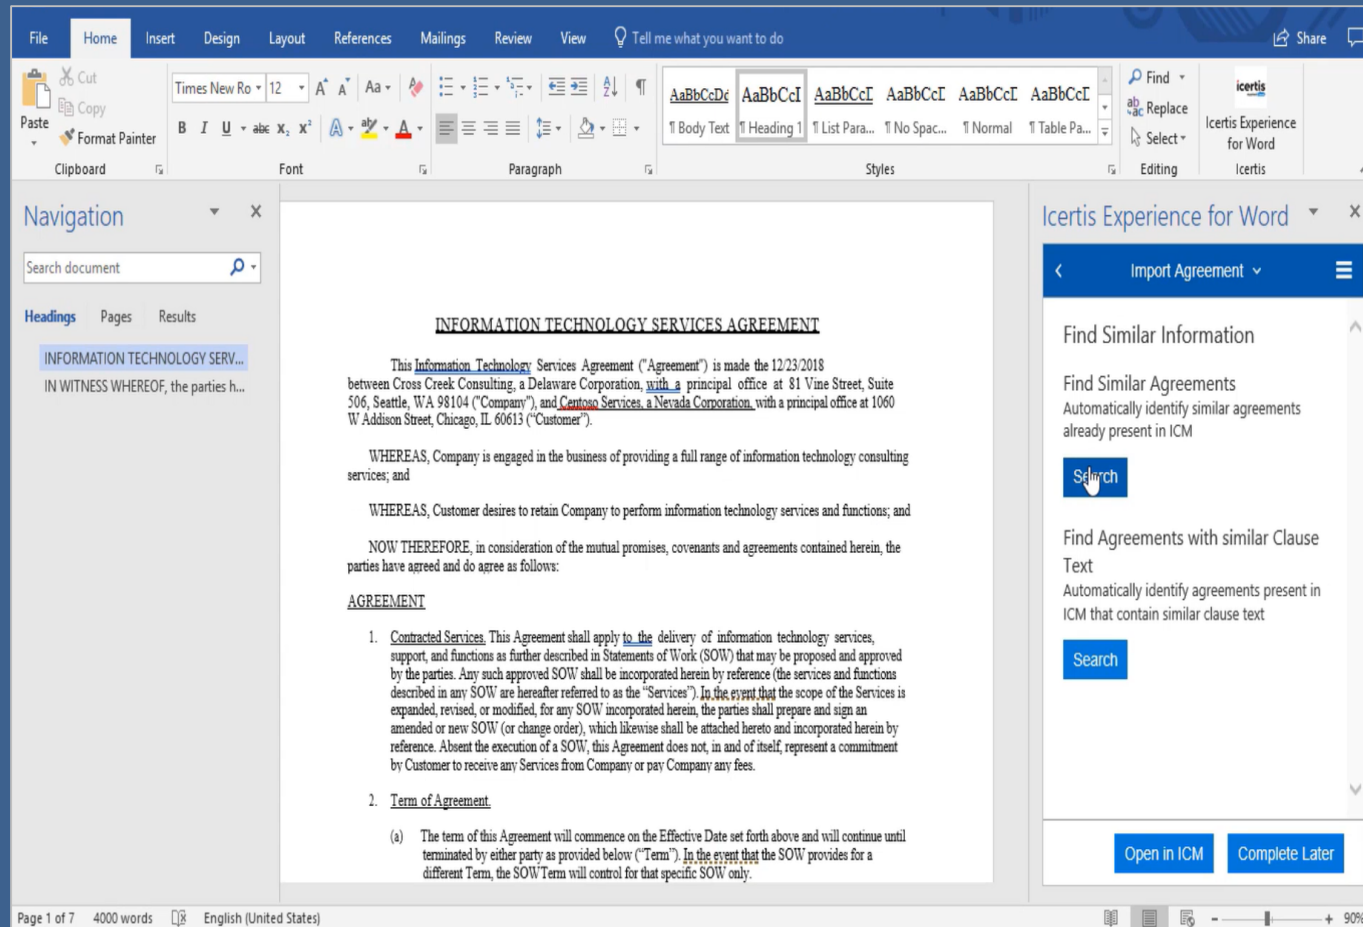 File Home Insert Design Layout References Mailings Review View Tell me what you want to do Share
Cut
Copy
Paste Format Painter
Clipboard
Times New Ro 12 A A Aa
B I U abc X₂ X² A ab A
Font
Paragraph
AaBbCcDd AaBbCcI AaBbCcI AaBbCcI AaBbCcI AaBbCcI
¶ Body Text ¶ Heading 1 ¶ List Para... ¶ No Spac... ¶ Normal ¶ Table Pa...
Styles
Find
Replace
Select
Editing
icertis
Icertis Experience
for Word
Icertis
Navigation
Search document
Headings Pages Results
INFORMATION TECHNOLOGY SERV...
IN WITNESS WHEREOF, the parties h...
INFORMATION TECHNOLOGY SERVICES AGREEMENT
This Information Technology Services Agreement ("Agreement") is made the 12/23/2018
between Cross Creek Consulting, a Delaware Corporation, with a principal office at 81 Vine Street, Suite
506, Seattle, WA 98104 ("Company"), and Centoso Services, a Nevada Corporation, with a principal office at 1060
W Addison Street, Chicago, IL 60613 (“Customer”).
WHEREAS, Company is engaged in the business of providing a full range of information technology consulting
services; and
WHEREAS, Customer desires to retain Company to perform information technology services and functions; and
NOW THEREFORE, in consideration of the mutual promises, covenants and agreements contained herein, the
parties have agreed and do agree as follows:
AGREEMENT
1. Contracted Services. This Agreement shall apply to the delivery of information technology services,
support, and functions as further described in Statements of Work (SOW) that may be proposed and approved
by the parties. Any such approved SOW shall be incorporated herein by reference (the services and functions
described in any SOW are hereafter referred to as the “Services”). In the event that the scope of the Services is
expanded, revised, or modified, for any SOW incorporated herein, the parties shall prepare and sign an
amended or new SOW (or change order), which likewise shall be attached hereto and incorporated herein by
reference. Absent the execution of a SOW, this Agreement does not, in and of itself, represent a commitment
by Customer to receive any Services from Company or pay Company any fees.
2. Term of Agreement.
(a) The term of this Agreement will commence on the Effective Date set forth above and will continue until
terminated by either party as provided below (“Term”). In the event that the SOW provides for a
different Term, the SOW Term will control for that specific SOW only.
Icertis Experience for Word
Import Agreement
Find Similar Information
Find Similar Agreements
Automatically identify similar agreements
already present in ICM
Search
Find Agreements with similar Clause
Text
Automatically identify agreements present in
ICM that contain similar clause text
Search
Open in ICM Complete Later
Page 1 of 7 4000 words English (United States) 90%